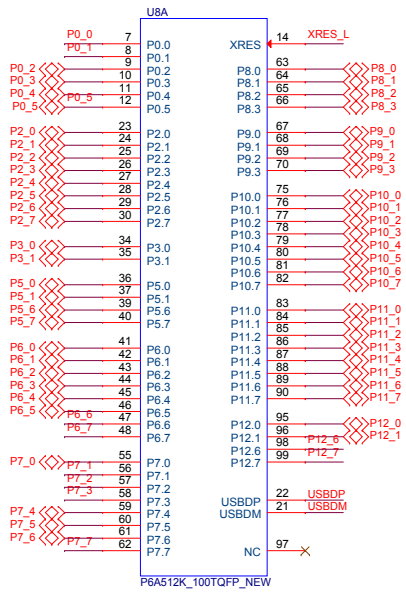 U8A
P0_0 7 P0.0 XRES 14 XRES_L
P0_1 8 P0.1
P0_2 9 P0.2 P8.0 63 P8_0
P0_3 10 P0.3 P8.1 64 P8_1
P0_4 11 P0.4 P8.2 65 P8_2
P0_5 P0_5 12 P0.5 P8.3 66 P8_3
P2_0 23 P2.0 P9.0 67 P9_0
P2_1 24 P2.1 P9.1 68 P9_1
P2_2 25 P2.2 P9.2 69 P9_2
P2_3 26 P2.3 P9.3 70 P9_3
P2_4 27 P2.4
P2_5 28 P2.5 P10.0 75 P10_0
P2_6 29 P2.6 P10.1 76 P10_1
P2_7 30 P2.7 P10.2 77 P10_2
P10.3 78 P10_3
P3_0 34 P3.0 P10.4 79 P10_4
P3_1 35 P3.1 P10.5 80 P10_5
P10.6 81 P10_6
P5_0 36 P5.0 P10.7 82 P10_7
P5_1 37 P5.1
P5_6 39 P5.6 P11.0 83 P11_0
P5_7 40 P5.7 P11.1 84 P11_1
P11.2 85 P11_2
P6_0 41 P6.0 P11.3 86 P11_3
P6_1 42 P6.1 P11.4 87 P11_4
P6_2 43 P6.2 P11.5 88 P11_5
P6_3 44 P6.3 P11.6 89 P11_6
P6_4 45 P6.4 P11.7 90 P11_7
P6_5 46 P6.5
P6_6 47 P6.6 P12.0 95 P12_0
P6_7 48 P6.7 P12.1 96 P12_1
P12.6 98 P12_6
P7_0 55 P7.0 P12.7 99 P12_7
P7_1 56 P7.1
P7_2 57 P7.2
P7_3 58 P7.3 USBDP 22 USBDP
P7_4 59 P7.4 USBDM 21 USBDM
P7_5 60 P7.5
P7_6 61 P7.6
P7_7 62 P7.7 NC 97
P6A512K_100TQFP_NEW